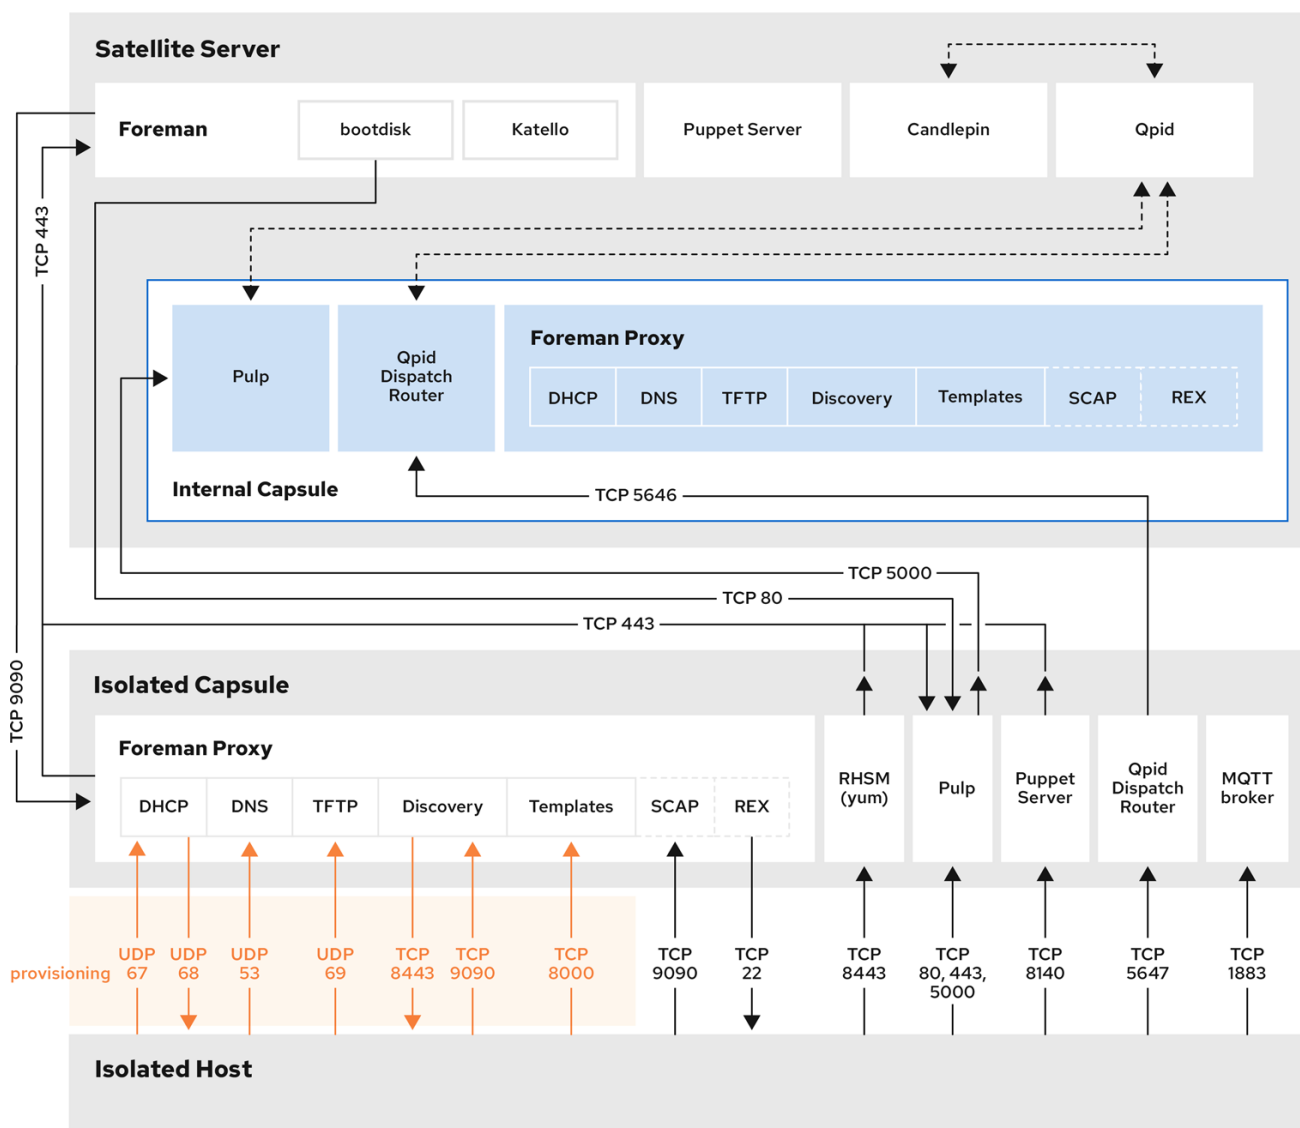 Satellite Server
Foreman
bootdisk
Katello
Puppet Server
Candlepin
Qpid
TCP 443
Pulp
Qpid
Dispatch
Router
Foreman Proxy
DHCP
DNS
TFTP
Discovery
Templates
SCAP
REX
Internal Capsule
TCP 5646
TCP 5000
TCP 80
TCP 443
TCP 9090
Isolated Capsule
Foreman Proxy
DHCP
DNS
TFTP
Discovery
Templates
SCAP
REX
RHSM
(yum)
Pulp
Puppet
Server
Qpid
Dispatch
Router
MQTT
broker
provisioning
UDP
67
UDP
68
UDP
53
UDP
69
TCP
8443
TCP
9090
TCP
8000
TCP
9090
TCP
22
TCP
8443
TCP
80, 443,
5000
TCP
8140
TCP
5647
TCP
1883
Isolated Host